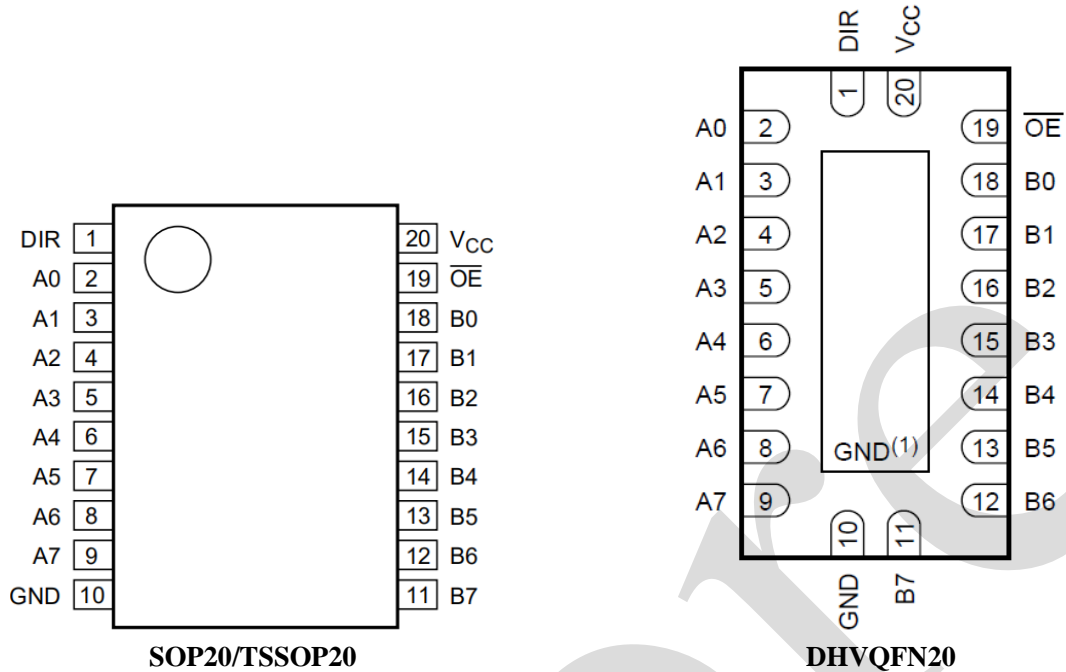 DIR 1 20 VCC
A0 2 19 OE
A1 3 18 B0
A2 4 17 B1
A3 5 16 B2
A4 6 15 B3
A5 7 14 B4
A6 8 13 B5
A7 9 12 B6
GND 10 11 B7
SOP20/TSSOP20
DIR VCC
1 20
A0 2 19 OE
A1 3 18 B0
A2 4 17 B1
A3 5 16 B2
A4 6 15 B3
A5 7 14 B4
A6 8 GND(1) 13 B5
A7 9 12 B6
10 11
GND B7
DHVQFN20